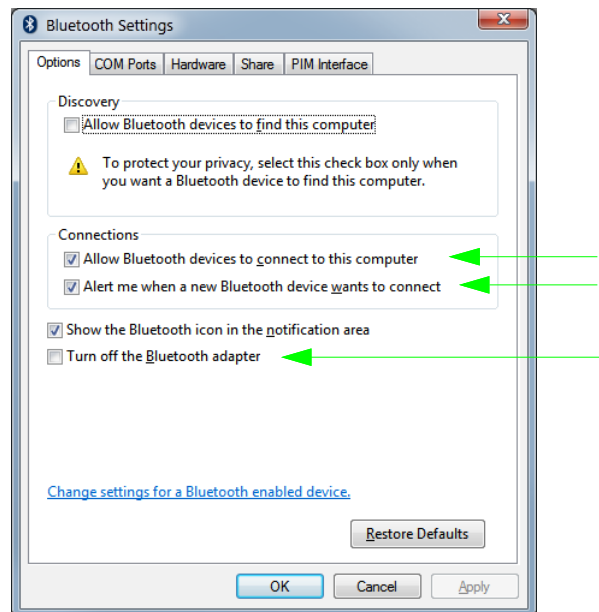 Bluetooth Settings
Options COM Ports Hardware Share PIM Interface
Discovery
Allow Bluetooth devices to find this computer
To protect your privacy, select this check box only when
you want a Bluetooth device to find this computer.
Connections
Allow Bluetooth devices to connect to this computer
Alert me when a new Bluetooth device wants to connect
Show the Bluetooth icon in the notification area
Turn off the Bluetooth adapter
Change settings for a Bluetooth enabled device.
Restore Defaults
OK Cancel Apply